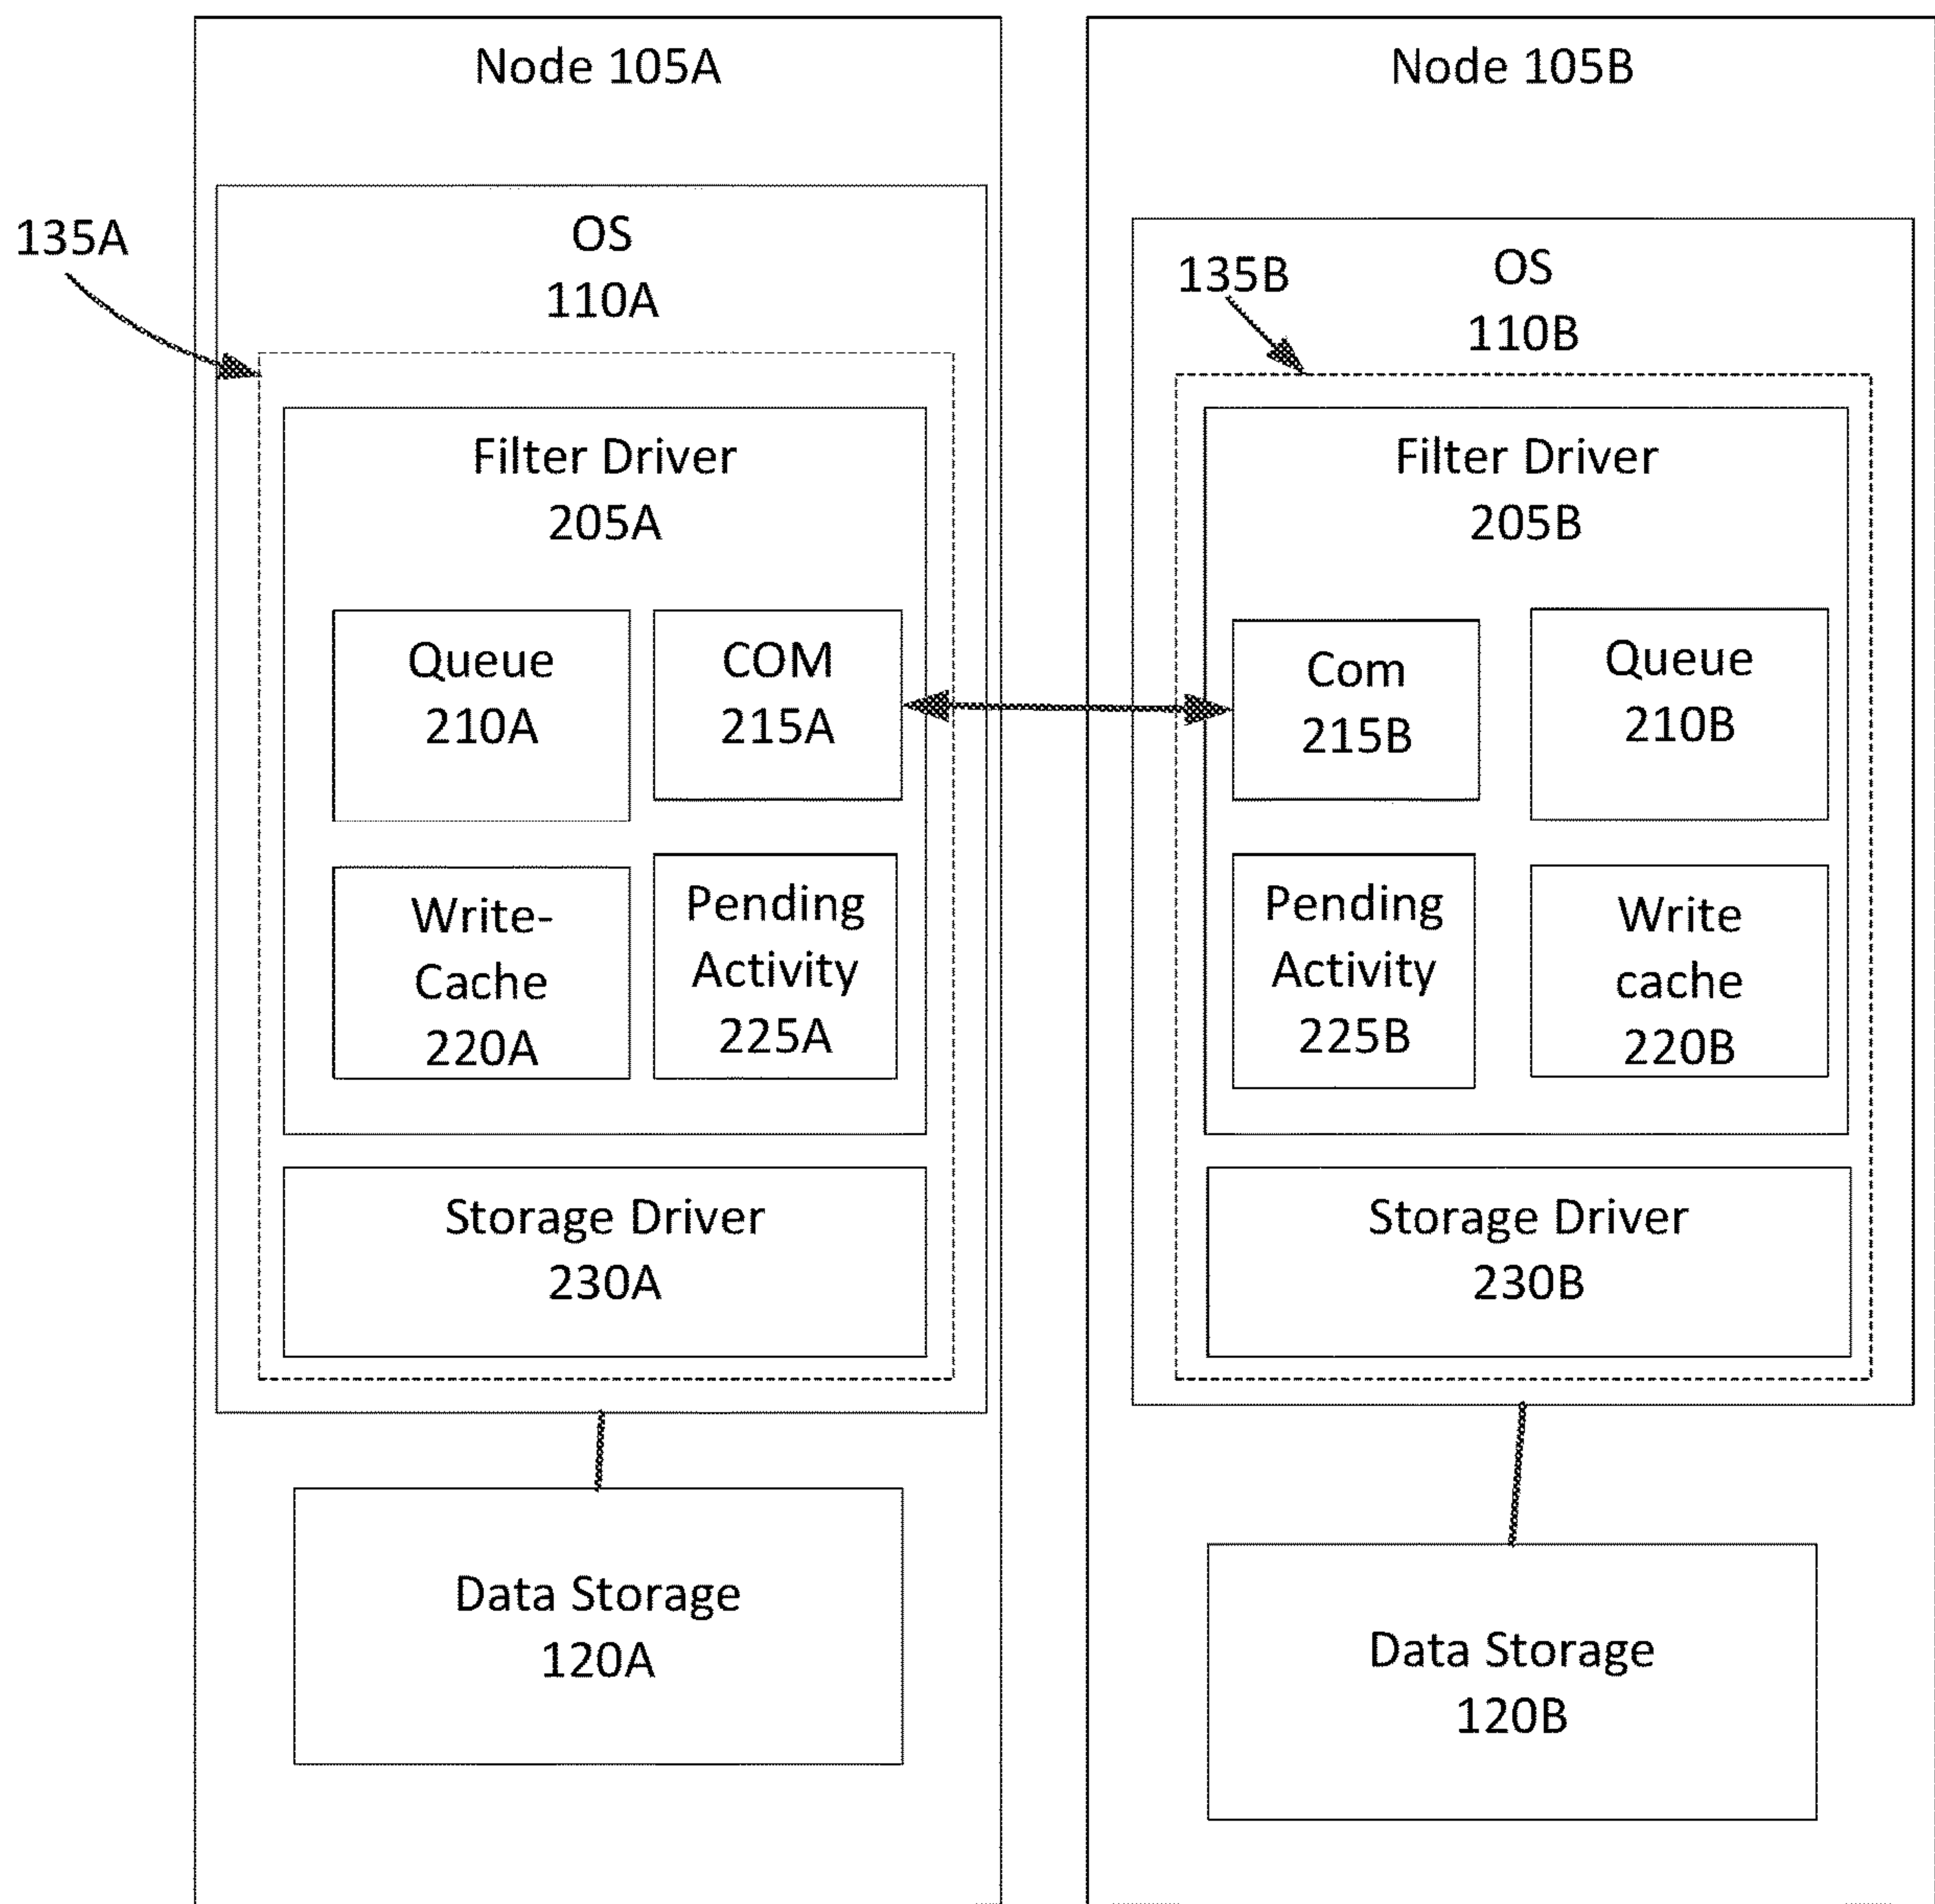 Node 105A
135A
OS
110A
Filter Driver
205A
Queue
210A
COM
215A
Write-
Cache
220A
Pending
Activity
225A
Storage Driver
230A
Data Storage
120A
Node 105B
135B
OS
110B
Filter Driver
205B
Com
215B
Queue
210B
Pending
Activity
225B
Write
cache
220B
Storage Driver
230B
Data Storage
120B